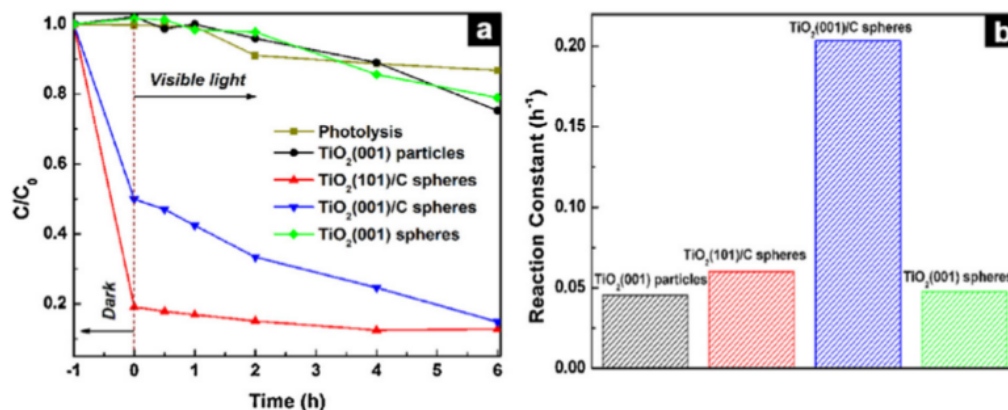 a
1.0
0.8
0.6
0.4
0.2
C/C₀
Visible light
Photolysis
TiO₂(001) particles
TiO₂(101)/C spheres
TiO₂(001)/C spheres
TiO₂(001) spheres
Dark
-1 0 1 2 3 4 5 6
Time (h)
b
0.20
0.15
0.10
0.05
0.00
Reaction Constant (h⁻¹)
TiO₂(001)/C spheres
TiO₂(101)/C spheres
TiO₂(001) particles
TiO₂(001) spheres